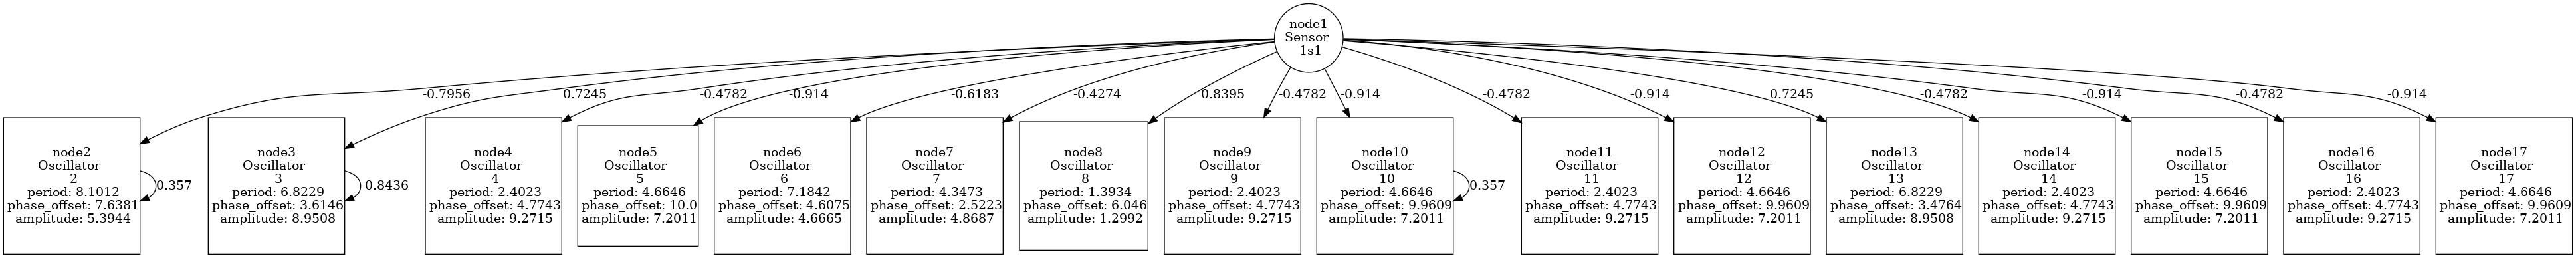 node1
Sensor
1s1
-0.7956
0.7245
-0.4782
-0.914
-0.6183
-0.4274
0.8395
-0.4782
-0.914
-0.4782
-0.914
0.7245
-0.4782
-0.914
-0.4782
-0.914
node2
Oscillator
2
period: 8.1012
phase_offset: 7.6381
amplitude: 5.3944
0.357
node3
Oscillator
3
period: 6.8229
phase_offset: 3.6146
amplitude: 8.9508
-0.8436
node4
Oscillator
4
period: 2.4023
phase_offset: 4.7743
amplitude: 9.2715
node5
Oscillator
5
period: 4.6646
phase_offset: 10.0
amplitude: 7.2011
node6
Oscillator
6
period: 7.1842
phase_offset: 4.6075
amplitude: 4.6665
node7
Oscillator
7
period: 4.3473
phase_offset: 2.5223
amplitude: 4.8687
node8
Oscillator
8
period: 1.3934
phase_offset: 6.046
amplitude: 1.2992
node9
Oscillator
9
period: 2.4023
phase_offset: 4.7743
amplitude: 9.2715
node10
Oscillator
10
period: 4.6646
phase_offset: 9.9609
amplitude: 7.2011
0.357
node11
Oscillator
11
period: 2.4023
phase_offset: 4.7743
amplitude: 9.2715
node12
Oscillator
12
period: 4.6646
phase_offset: 9.9609
amplitude: 7.2011
node13
Oscillator
13
period: 6.8229
phase_offset: 3.4764
amplitude: 8.9508
node14
Oscillator
14
period: 2.4023
phase_offset: 4.7743
amplitude: 9.2715
node15
Oscillator
15
period: 4.6646
phase_offset: 9.9609
amplitude: 7.2011
node16
Oscillator
16
period: 2.4023
phase_offset: 4.7743
amplitude: 9.2715
node17
Oscillator
17
period: 4.6646
phase_offset: 9.9609
amplitude: 7.2011